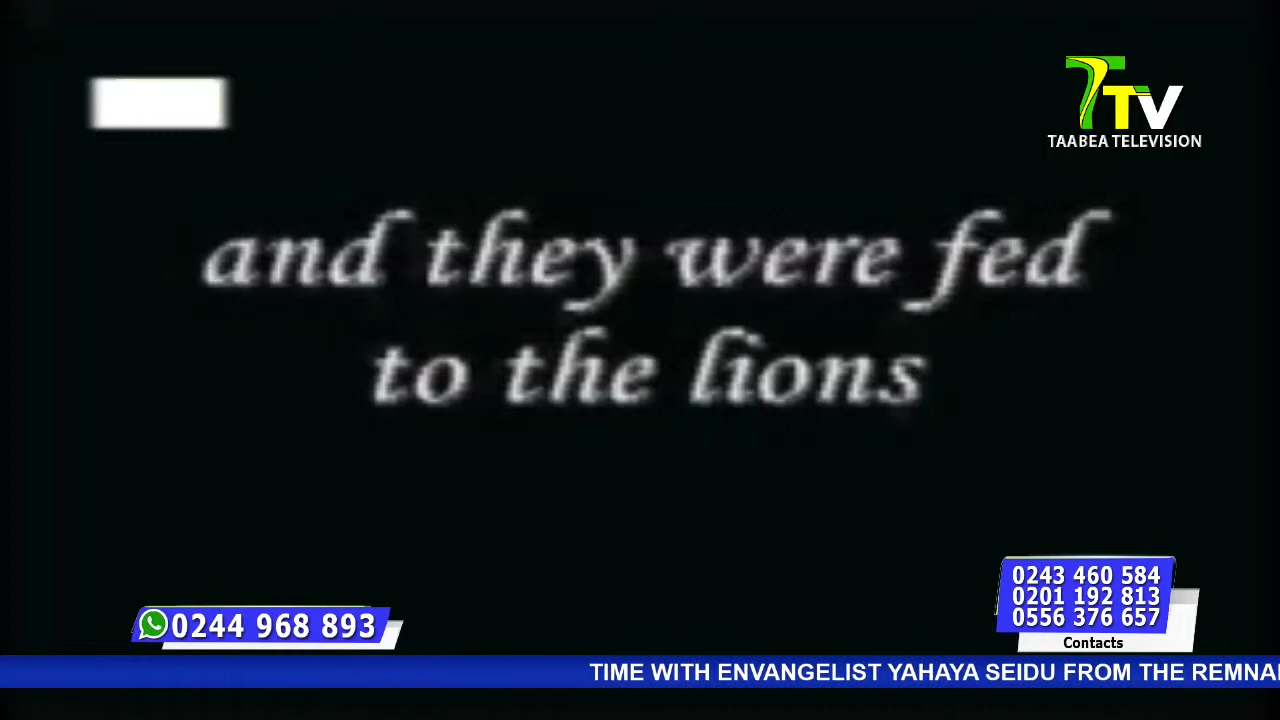 TTV
TAABEA TELEVISION
and they were fed
to the lions
0243 460 584
0201 192 813
0556 376 657
Contacts
0244 968 893
TIME WITH ENVANGELIST YAHAYA SEIDU FROM THE REMNA